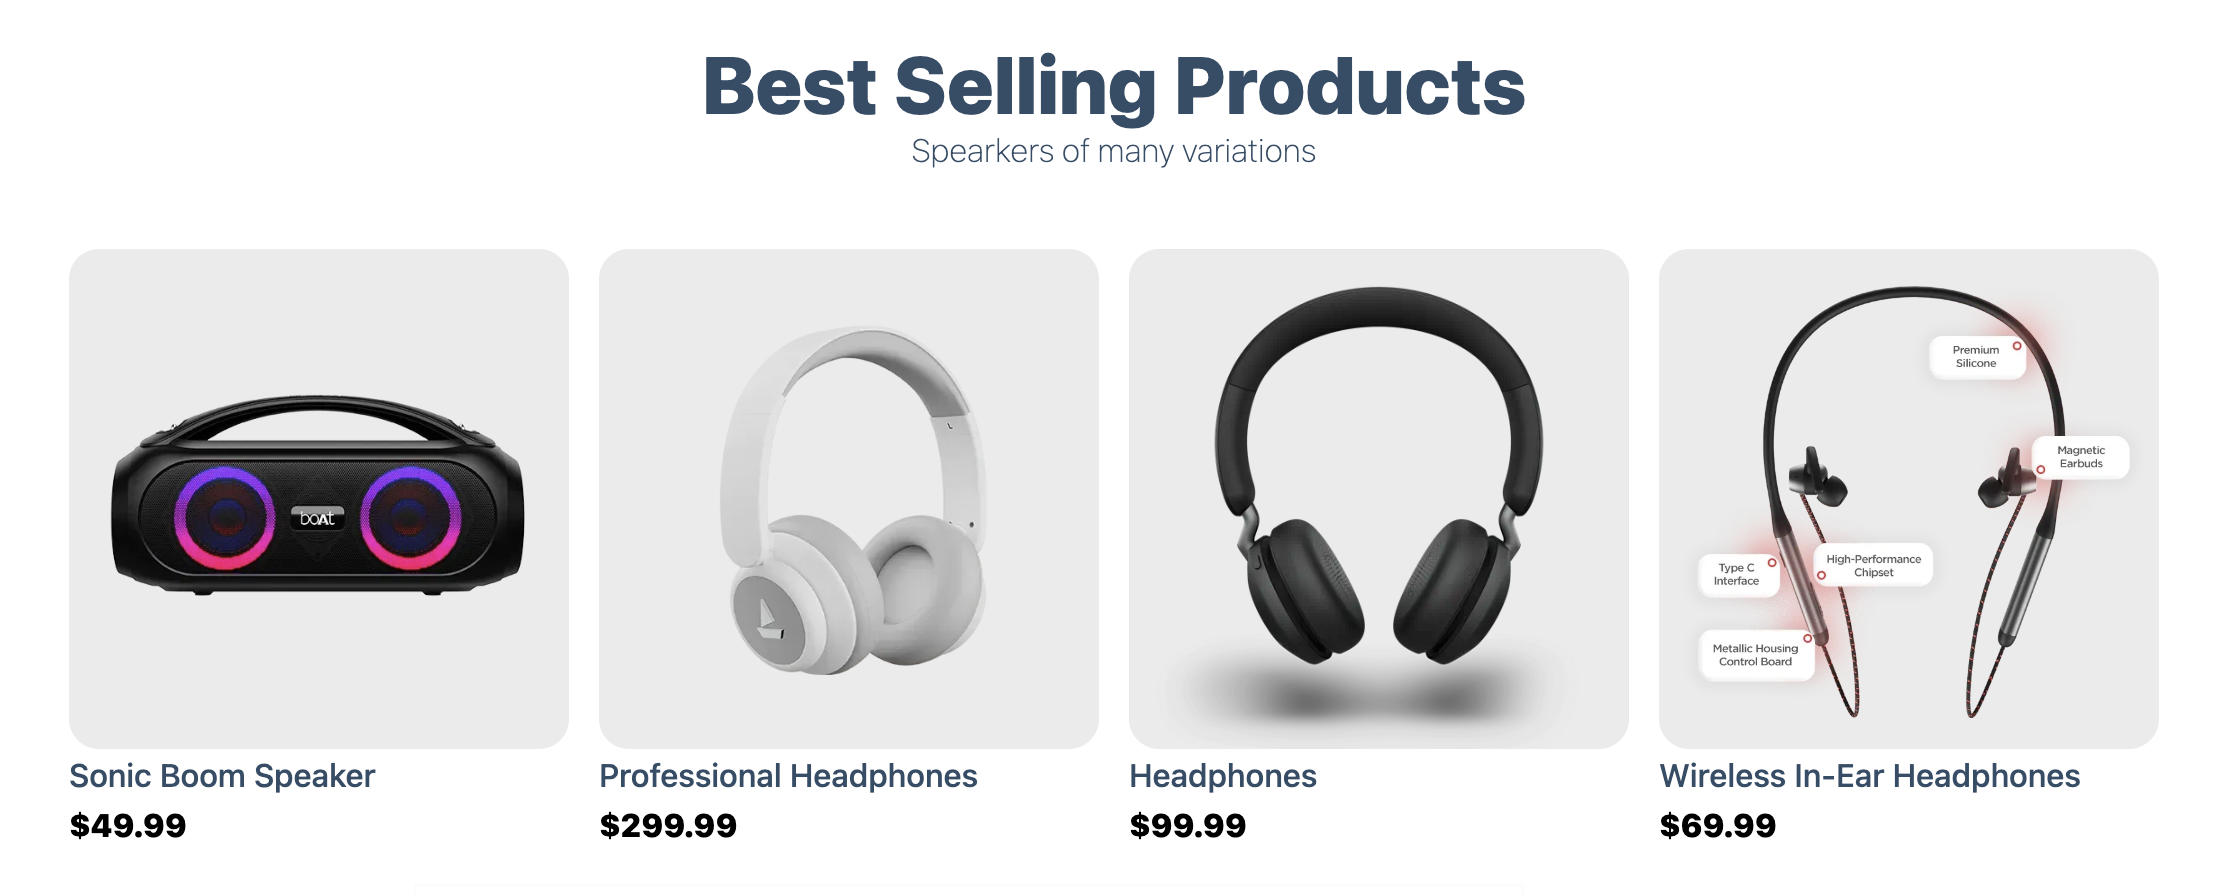 Best Selling Products
Spearkers of many variations
boAt
Premium
Silicone
Magnetic
Earbuds
Type C
Interface
High-Performance
Chipset
Metallic Housing
Control Board
Sonic Boom Speaker
$49.99
Professional Headphones
$299.99
Headphones
$99.99
Wireless In-Ear Headphones
$69.99